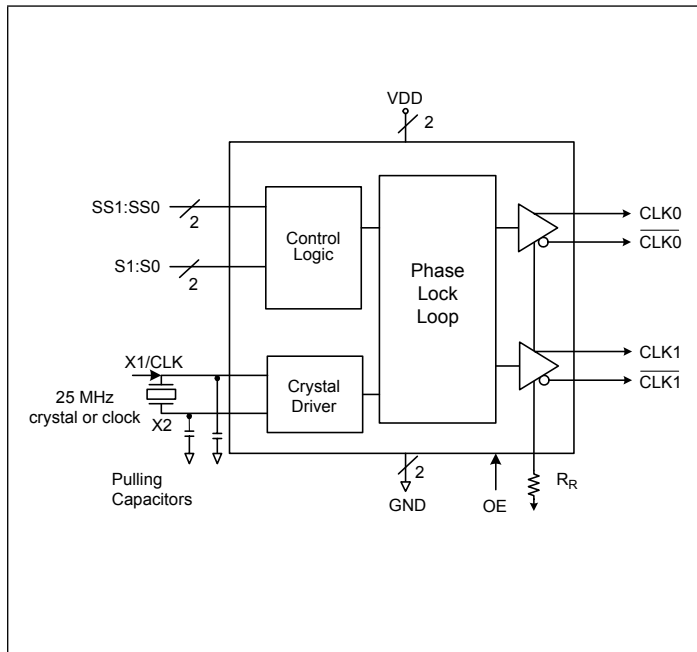 VDD
2
SS1:SS0
2
S1:S0
2
Control
Logic
Phase
Lock
Loop
CLK0
CLK0
CLK1
CLK1
X1/CLK
25 MHz
crystal or clock
X2
Crystal
Driver
Pulling
Capacitors
2
GND
OE
RR